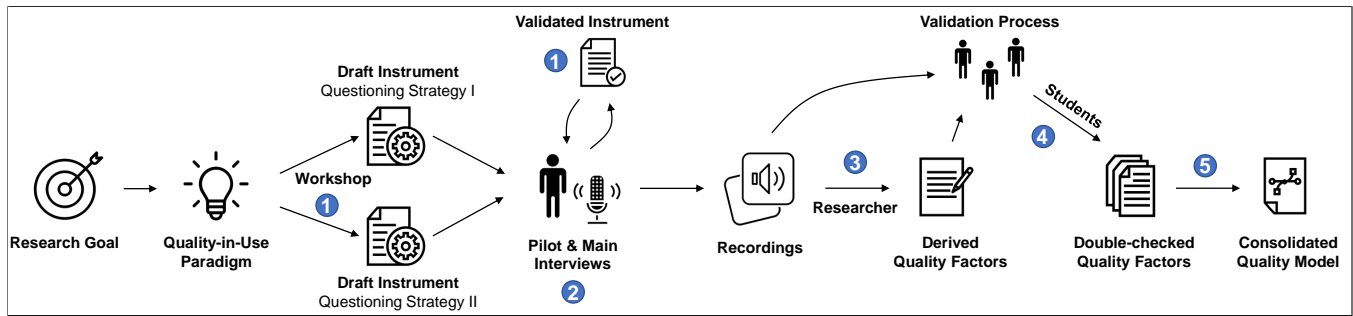 Research Goal
Quality-in-Use
Paradigm
Workshop
1
Draft Instrument
Questioning Strategy I
Draft Instrument
Questioning Strategy II
Validated Instrument
1
Pilot & Main
Interviews
2
Recordings
3
Researcher
Derived
Quality Factors
Validation Process
Students
4
Double-checked
Quality Factors
5
Consolidated
Quality Model